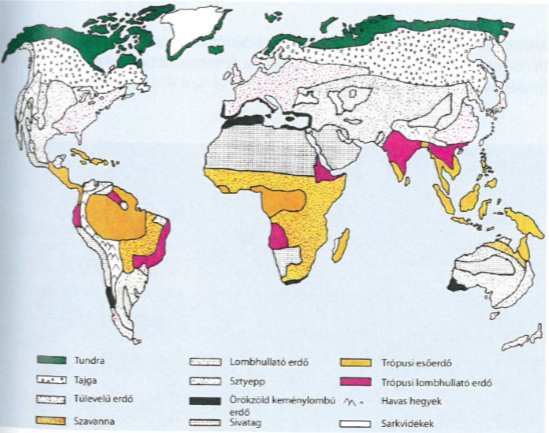 Tundra
Tajga
Tűlevelű erdő
Szavanna
Lombhullató erdő
Sztyepp
Örökzöld keménylombú
erdő
Sivatag
Trópusi esőerdő
Trópusi lombhullató erdő
Havas hegyek
Sarkvidékek